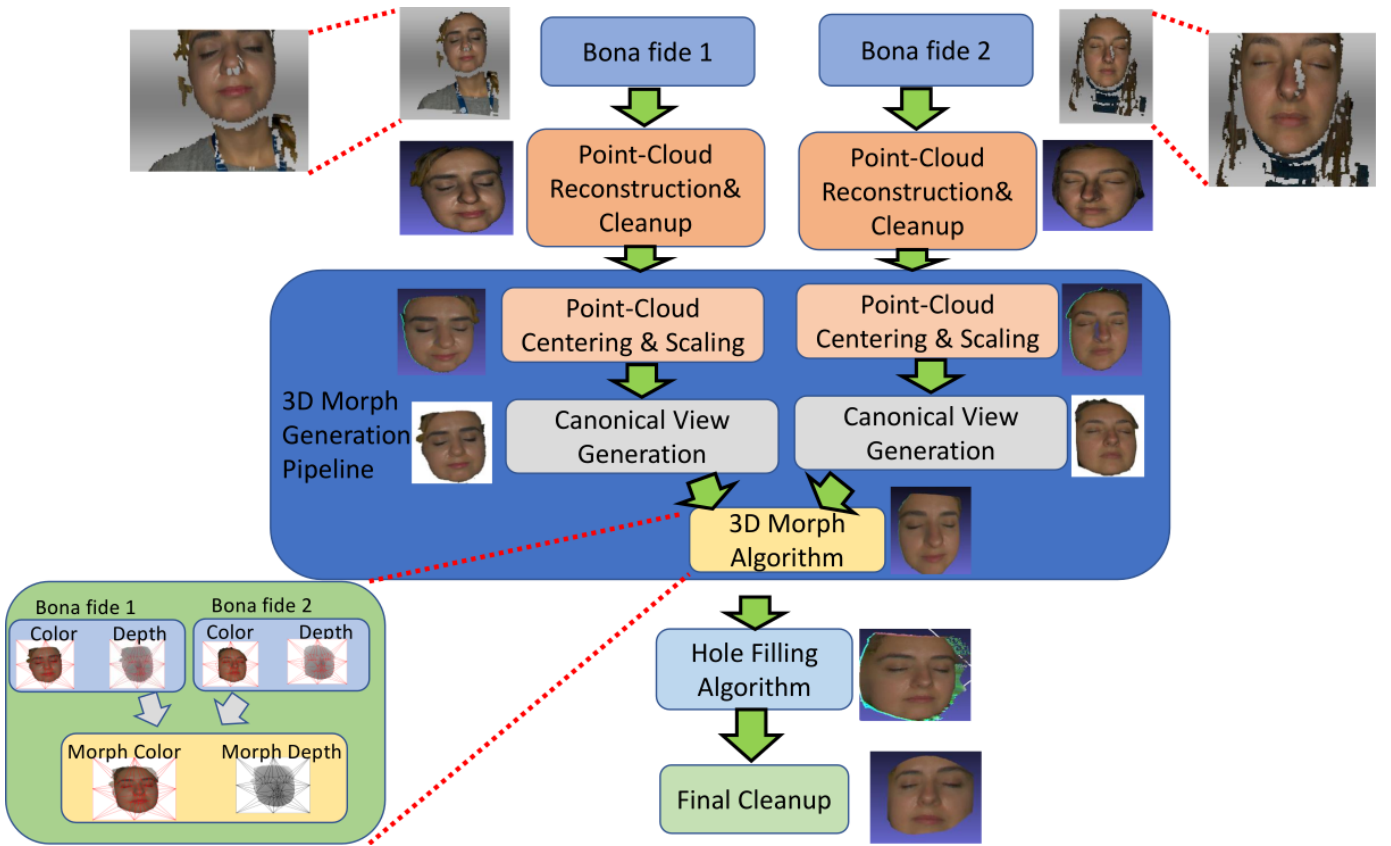 Bona fide 1
Bona fide 2
Point-Cloud
Reconstruction&
Cleanup
Point-Cloud
Reconstruction&
Cleanup
Point-Cloud
Centering & Scaling
Point-Cloud
Centering & Scaling
3D Morph
Generation
Pipeline
Canonical View
Generation
Canonical View
Generation
3D Morph
Algorithm
Bona fide 1
Bona fide 2
Color
Depth
Color
Depth
Morph Color
Morph Depth
Hole Filling
Algorithm
Final Cleanup